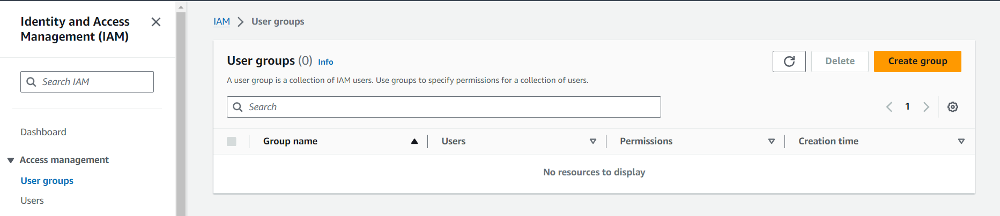 Identity and Access
Management (IAM)
Search IAM
Dashboard
Access management
User groups
Users
IAM User groups
User groups (0) Info
Delete
Create group
A user group is a collection of IAM users. Use groups to specify permissions for a collection of users.
Search
1
Group name Users Permissions Creation time
No resources to display